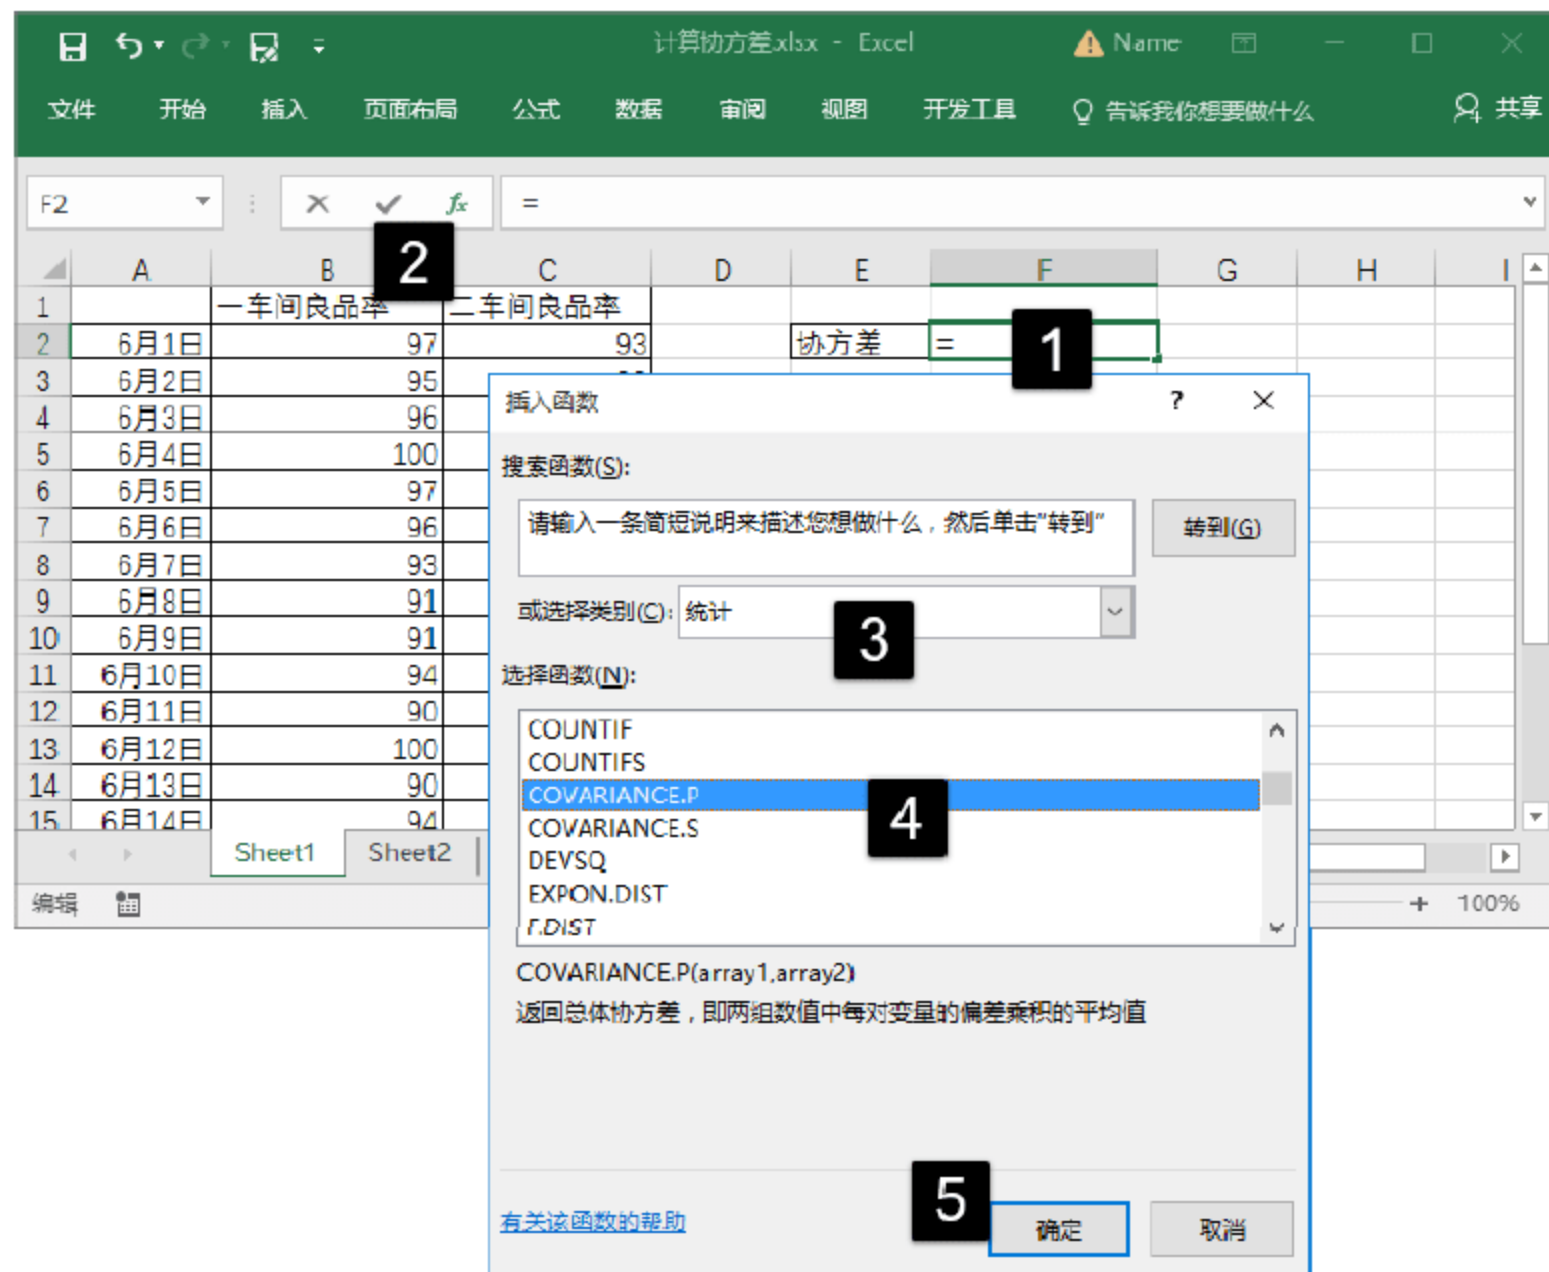 计算协方差.xlsx - Excel
Name
文件 开始 插入 页面布局 公式 数据 审阅 视图 开发工具 告诉我你想要做什么 共享
F2 fx =
2
A B C D E F G H I
1 一车间良品率 二车间良品率
2 6月1日 97 93 协方差 = 1
3 6月2日 95
4 6月3日 96
5 6月4日 100
6 6月5日 97
7 6月6日 96
8 6月7日 93
9 6月8日 91
10 6月9日 91
11 6月10日 94
12 6月11日 90
13 6月12日 100
14 6月13日 90
15 6月14日 94
Sheet1 Sheet2
编辑 100%
插入函数 ?
搜索函数(S):
请输入一条简短说明来描述您想做什么，然后单击"转到"
转到(G)
或选择类别(C): 统计
3
选择函数(N):
COUNTIF
COUNTIFS
COVARIANCE.P
4
COVARIANCE.S
DEVSQ
EXPON.DIST
F.DIST
COVARIANCE.P(array1,array2)
返回总体协方差，即两组数值中每对变量的偏差乘积的平均值
5
有关该函数的帮助 确定 取消